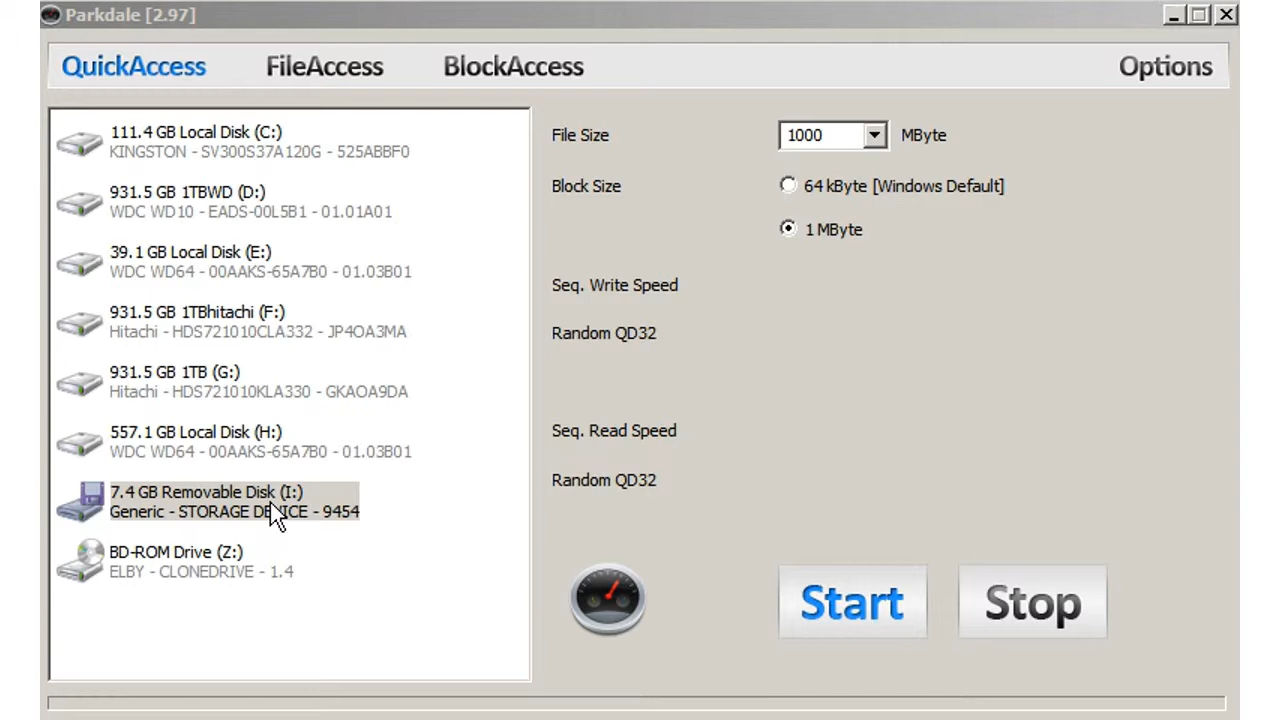 Parkdale [2.97]
QuickAccess FileAccess BlockAccess Options
111.4 GB Local Disk (C:)
KINGSTON - SV300S37A120G - 525ABBF0
931.5 GB 1TBWD (D:)
WDC WD10 - EADS-00L5B1 - 01.01A01
39.1 GB Local Disk (E:)
WDC WD64 - 00AAKS-65A7B0 - 01.03B01
931.5 GB 1TBhitachi (F:)
Hitachi - HDS721010CLA332 - JP4OA3MA
931.5 GB 1TB (G:)
Hitachi - HDS721010KLA330 - GKAOA9DA
557.1 GB Local Disk (H:)
WDC WD64 - 00AAKS-65A7B0 - 01.03B01
7.4 GB Removable Disk (I:)
Generic - STORAGE DEVICE - 9454
BD-ROM Drive (Z:)
ELBY - CLONEDRIVE - 1.4
File Size 1000 MByte
Block Size 64 kByte [Windows Default]
1 MByte
Seq. Write Speed
Random QD32
Seq. Read Speed
Random QD32
Start Stop